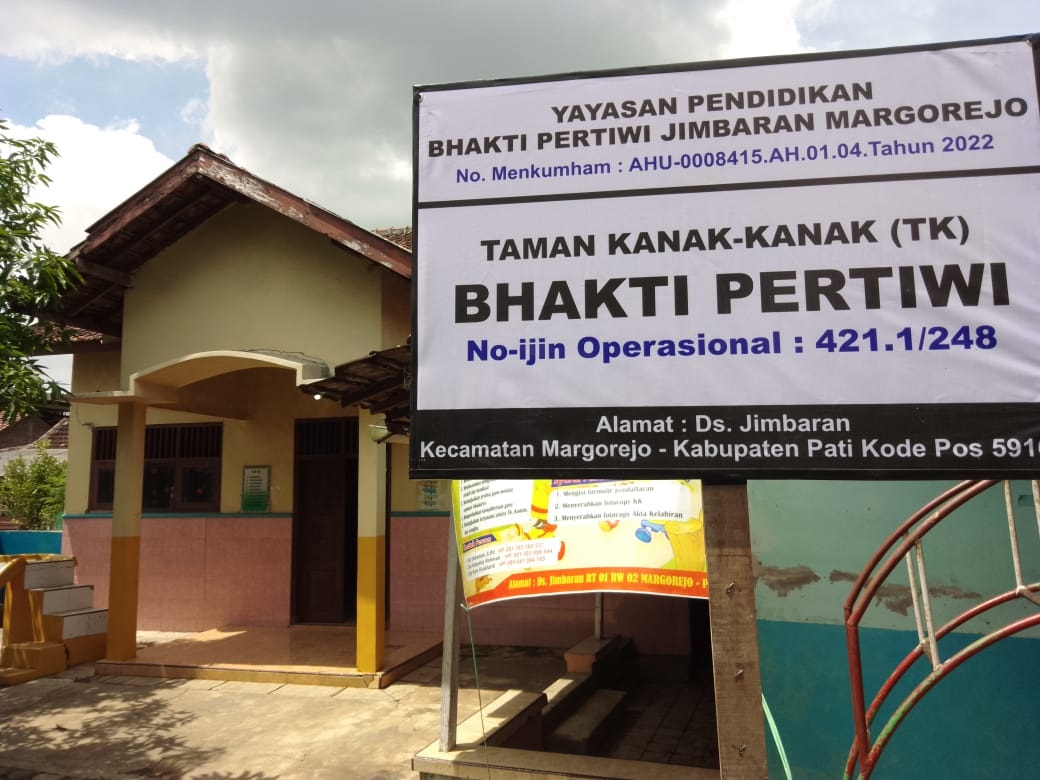 YAYASAN PENDIDIKAN
BHAKTI PERTIWI JIMBARAN MARGOREJO
No. Menkumham : AHU-0008415.AH.01.04.Tahun 2022
TAMAN KANAK-KANAK (TK)
BHAKTI PERTIWI
No-ijin Operasional : 421.1/248
Alamat : Ds. Jimbaran
Kecamatan Margorejo - Kabupaten Pati Kode Pos 5916
1. Mengisi formulir pendaftaran
2. Menyerahkan fotocopy KK
3. Menyerahkan fotocopy Akta Kelahiran
Alamat : Ds. Jimbaran RT 01 RW 02 MARGOREJO - P